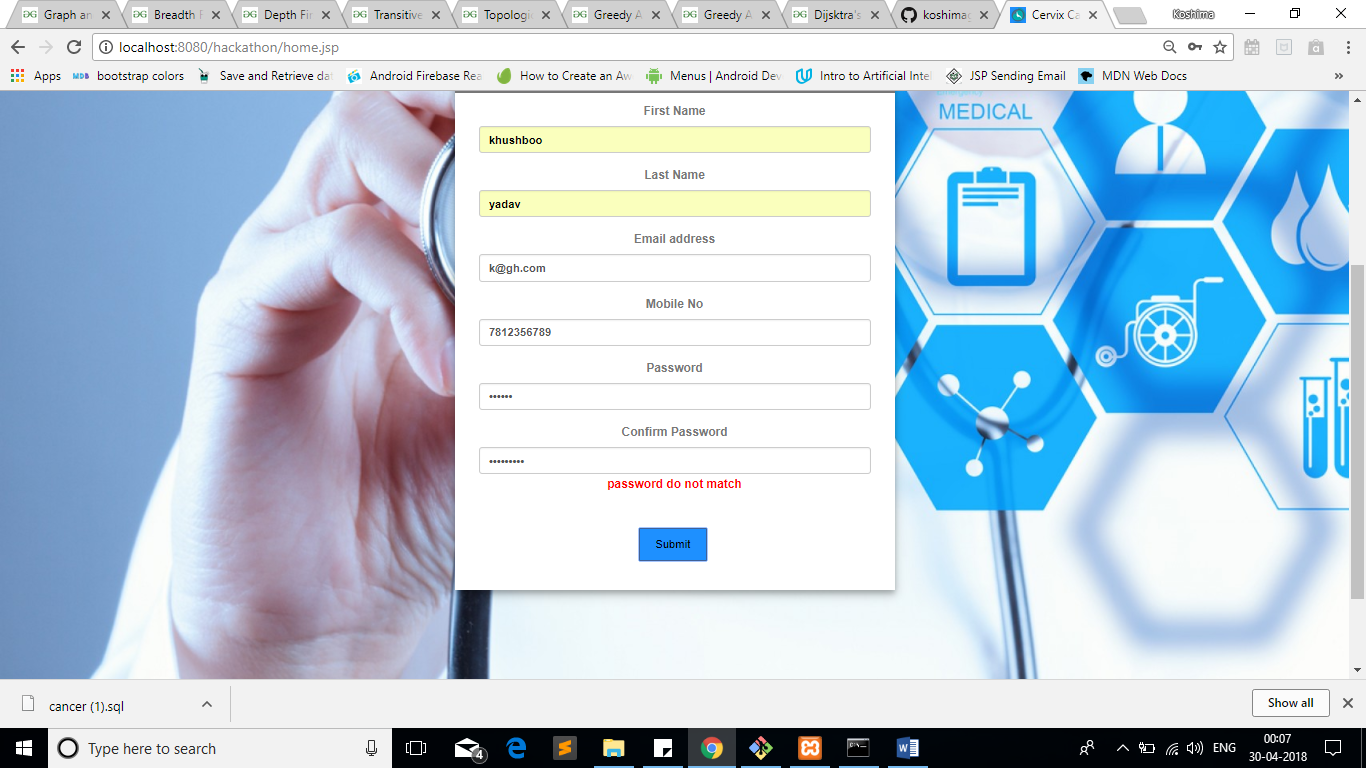 Graph an
Breadth F
Depth Fir
Transitive
Topologic
Greedy A
Greedy A
Dijsktra's
koshimag
Cervix Ca
Koshima
localhost:8080/hackathon/home.jsp
Apps
MDB bootstrap colors
Save and Retrieve dat
Android Firebase Rea
How to Create an Awe
Menus | Android Dev
Intro to Artificial Intel
JSP Sending Email
MDN Web Docs
»
MEDICAL
First Name
khushboo
Last Name
yadav
Email address
k@gh.com
Mobile No
7812356789
Password
••••••
Confirm Password
•••••••••
password do not match
Submit
cancer (1).sql
Show all
Type here to search
4
ENG
00:07
30-04-2018